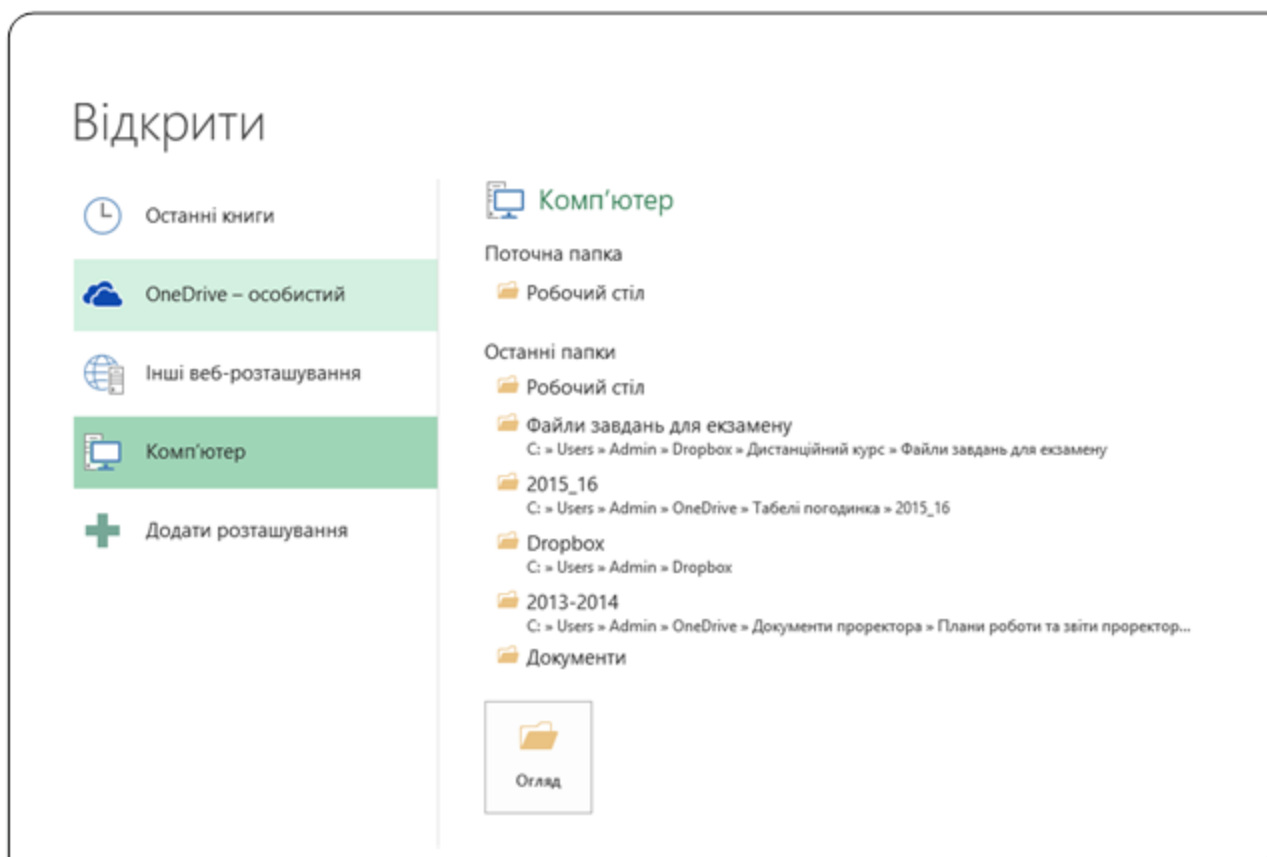 Відкрити
Останні книги
OneDrive – особистий
Інші веб-розташування
Комп'ютер
Додати розташування
Комп'ютер
Поточна папка
Робочий стіл
Останні папки
Робочий стіл
Файли завдань для екзамену
C: » Users » Admin » Dropbox » Дистанційний курс » Файли завдань для екзамену
2015_16
C: » Users » Admin » OneDrive » Табелі погодинка » 2015_16
Dropbox
C: » Users » Admin » Dropbox
2013-2014
C: » Users » Admin » OneDrive » Документи проректора » Плани роботи та звіти проректор...
Документи
Огляд